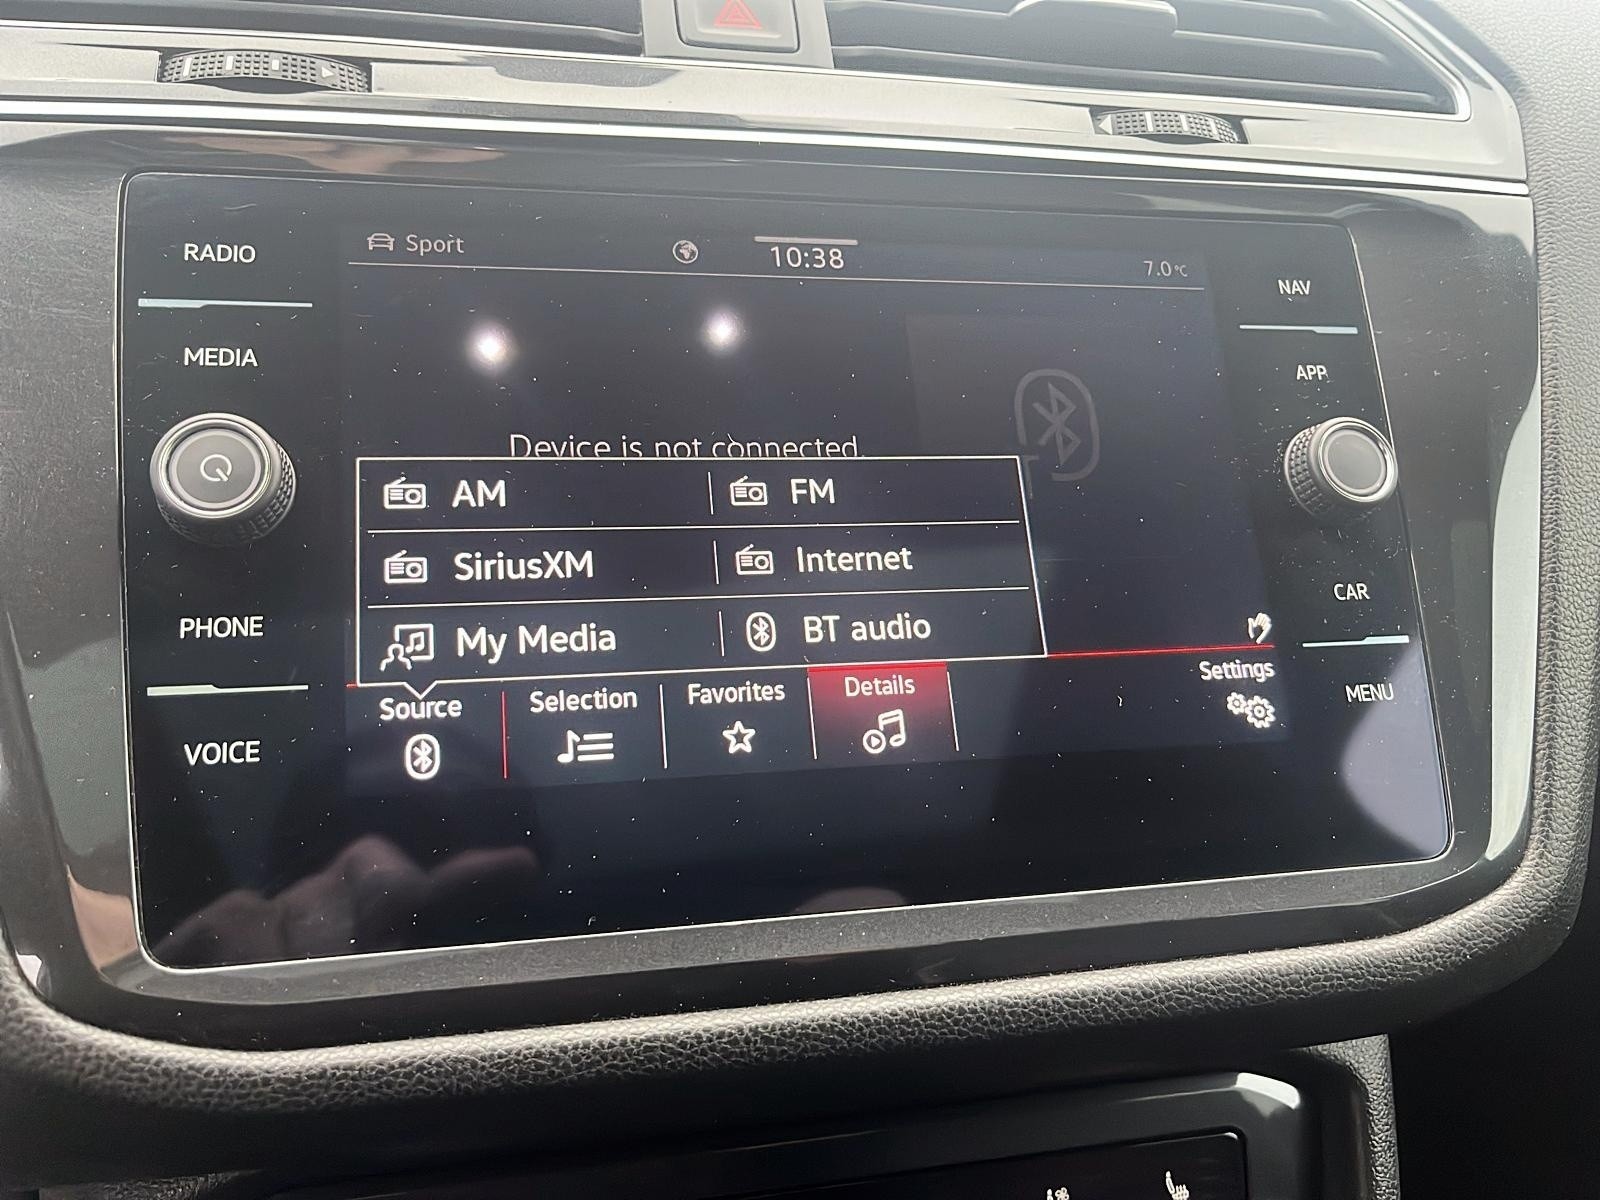 RADIO
MEDIA
PHONE
VOICE
Sport
10:38
7.0°C
Device is not connected.
AM
FM
SiriusXM
Internet
My Media
BT audio
Source
Selection
Favorites
Details
Settings
NAV
APP
CAR
MENU